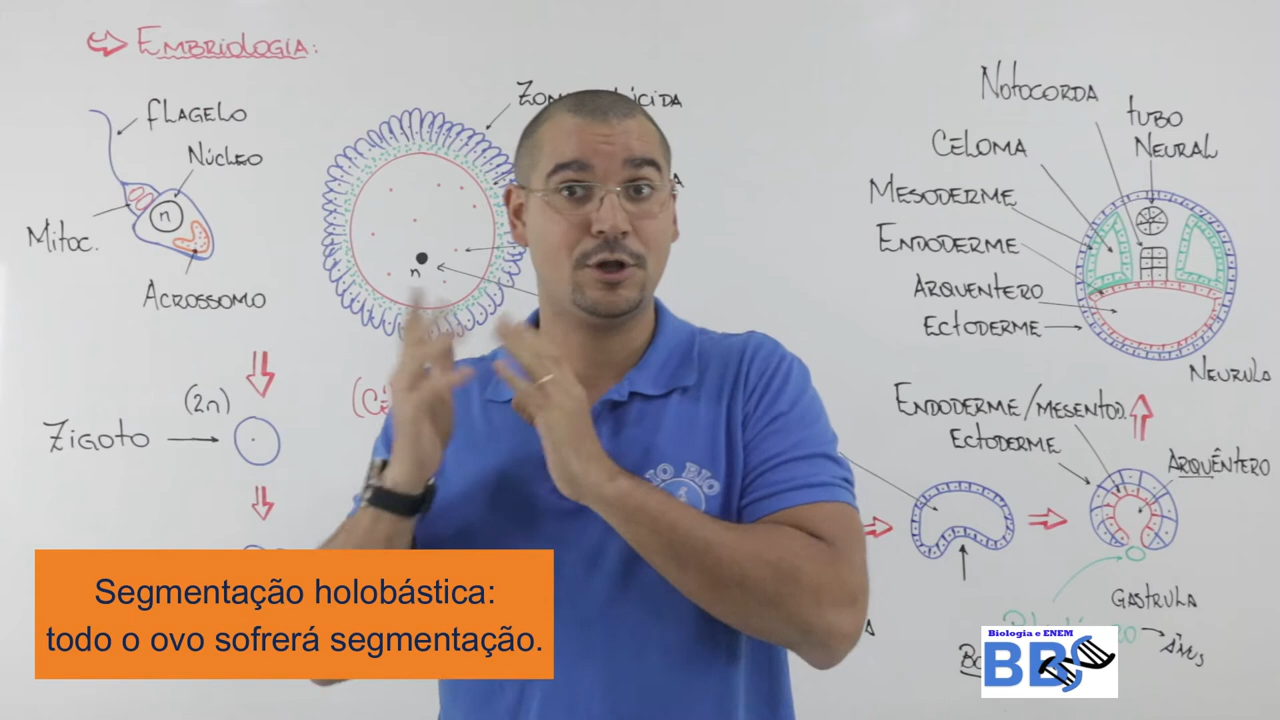 EMBRIOLOGIA:
FLAGELO
NÚCLEO
MITOC.
n
ACROSSOMO
n
(2n)
ZIGOTO
NOTOCORDA
TUBO
NEURAL
CELOMA
MESODERME
ENDODERME
ARQUENTERO
ECTODERME
NEURULA
ENDODERME/MESENTOD.
ECTODERME
ARQUÊNTERO
GASTRULA
ÂNUS
Segmentação holobástica:
todo o ovo sofrerá segmentação.
Biologia e ENEM
BBS